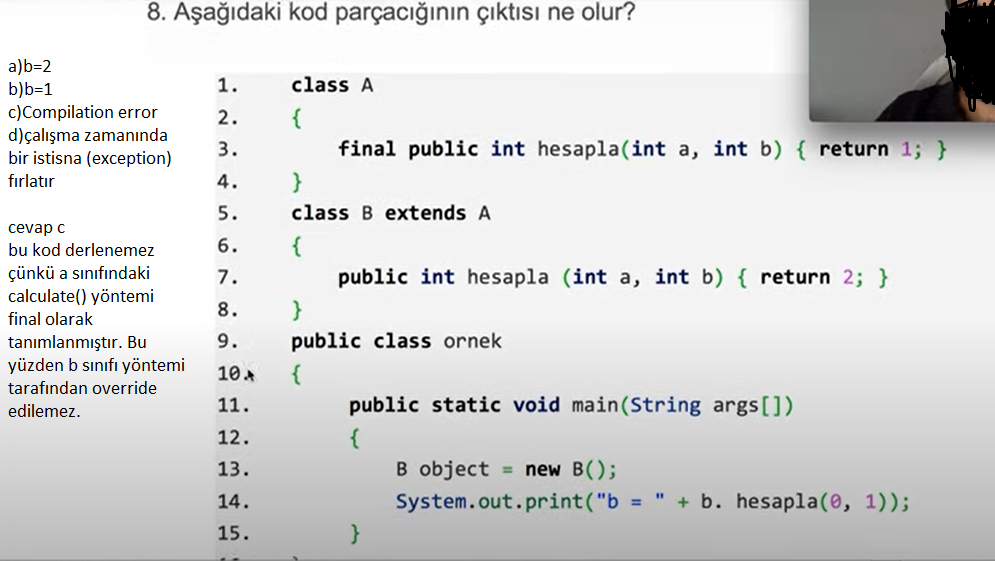 8. Aşağıdaki kod parçacığının çıktısı ne olur?
a)b=2
b)b=1
c)Compilation error
d)çalışma zamanında
bir istisna (exception)
fırlatır
cevap c
bu kod derlenemez
çünkü a sınıfındaki
calculate() yöntemi
final olarak
tanımlanmıştır. Bu
yüzden b sınıfı yöntemi
tarafından override
edilemez.
1. class A
2. {
3. final public int hesapla(int a, int b) { return 1; }
4. }
5. class B extends A
6. {
7. public int hesapla (int a, int b) { return 2; }
8. }
9. public class ornek
10. {
11. public static void main(String args[])
12. {
13. B object = new B();
14. System.out.print("b = " + b. hesapla(0, 1));
15. }